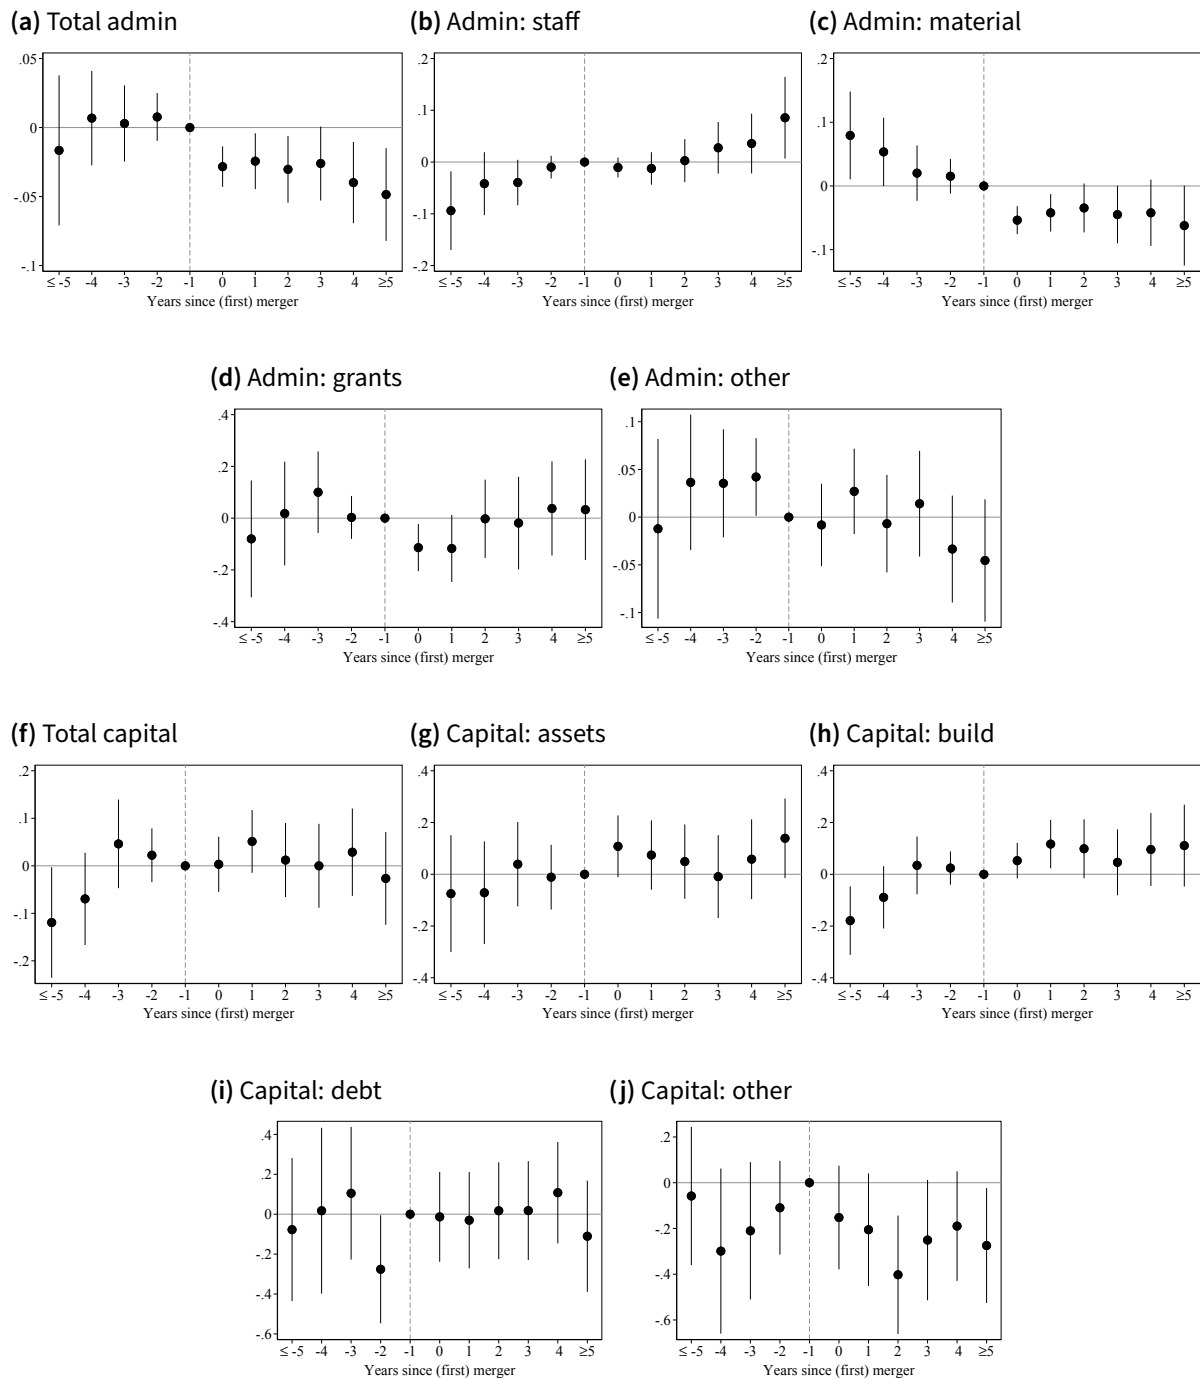 (a) Total admin
.05
0
-.05
-.1
≤ -5 -4 -3 -2 -1 0 1 2 3 4 ≥5
Years since (first) merger
(b) Admin: staff
.2
.1
0
-.1
-.2
≤ -5 -4 -3 -2 -1 0 1 2 3 4 ≥5
Years since (first) merger
(c) Admin: material
.2
.1
0
-.1
≤ -5 -4 -3 -2 -1 0 1 2 3 4 ≥5
Years since (first) merger
(d) Admin: grants
.4
.2
0
-.2
-.4
≤ -5 -4 -3 -2 -1 0 1 2 3 4 ≥5
Years since (first) merger
(e) Admin: other
.1
.05
0
-.05
-.1
≤ -5 -4 -3 -2 -1 0 1 2 3 4 ≥5
Years since (first) merger
(f) Total capital
.2
.1
0
-.1
-.2
≤ -5 -4 -3 -2 -1 0 1 2 3 4 ≥5
Years since (first) merger
(g) Capital: assets
.4
.2
0
-.2
-.4
≤ -5 -4 -3 -2 -1 0 1 2 3 4 ≥5
Years since (first) merger
(h) Capital: build
.4
.2
0
-.2
-.4
≤ -5 -4 -3 -2 -1 0 1 2 3 4 ≥5
Years since (first) merger
(i) Capital: debt
.4
.2
0
-.2
-.4
-.6
≤ -5 -4 -3 -2 -1 0 1 2 3 4 ≥5
Years since (first) merger
(j) Capital: other
.2
0
-.2
-.4
-.6
≤ -5 -4 -3 -2 -1 0 1 2 3 4 ≥5
Years since (first) merger